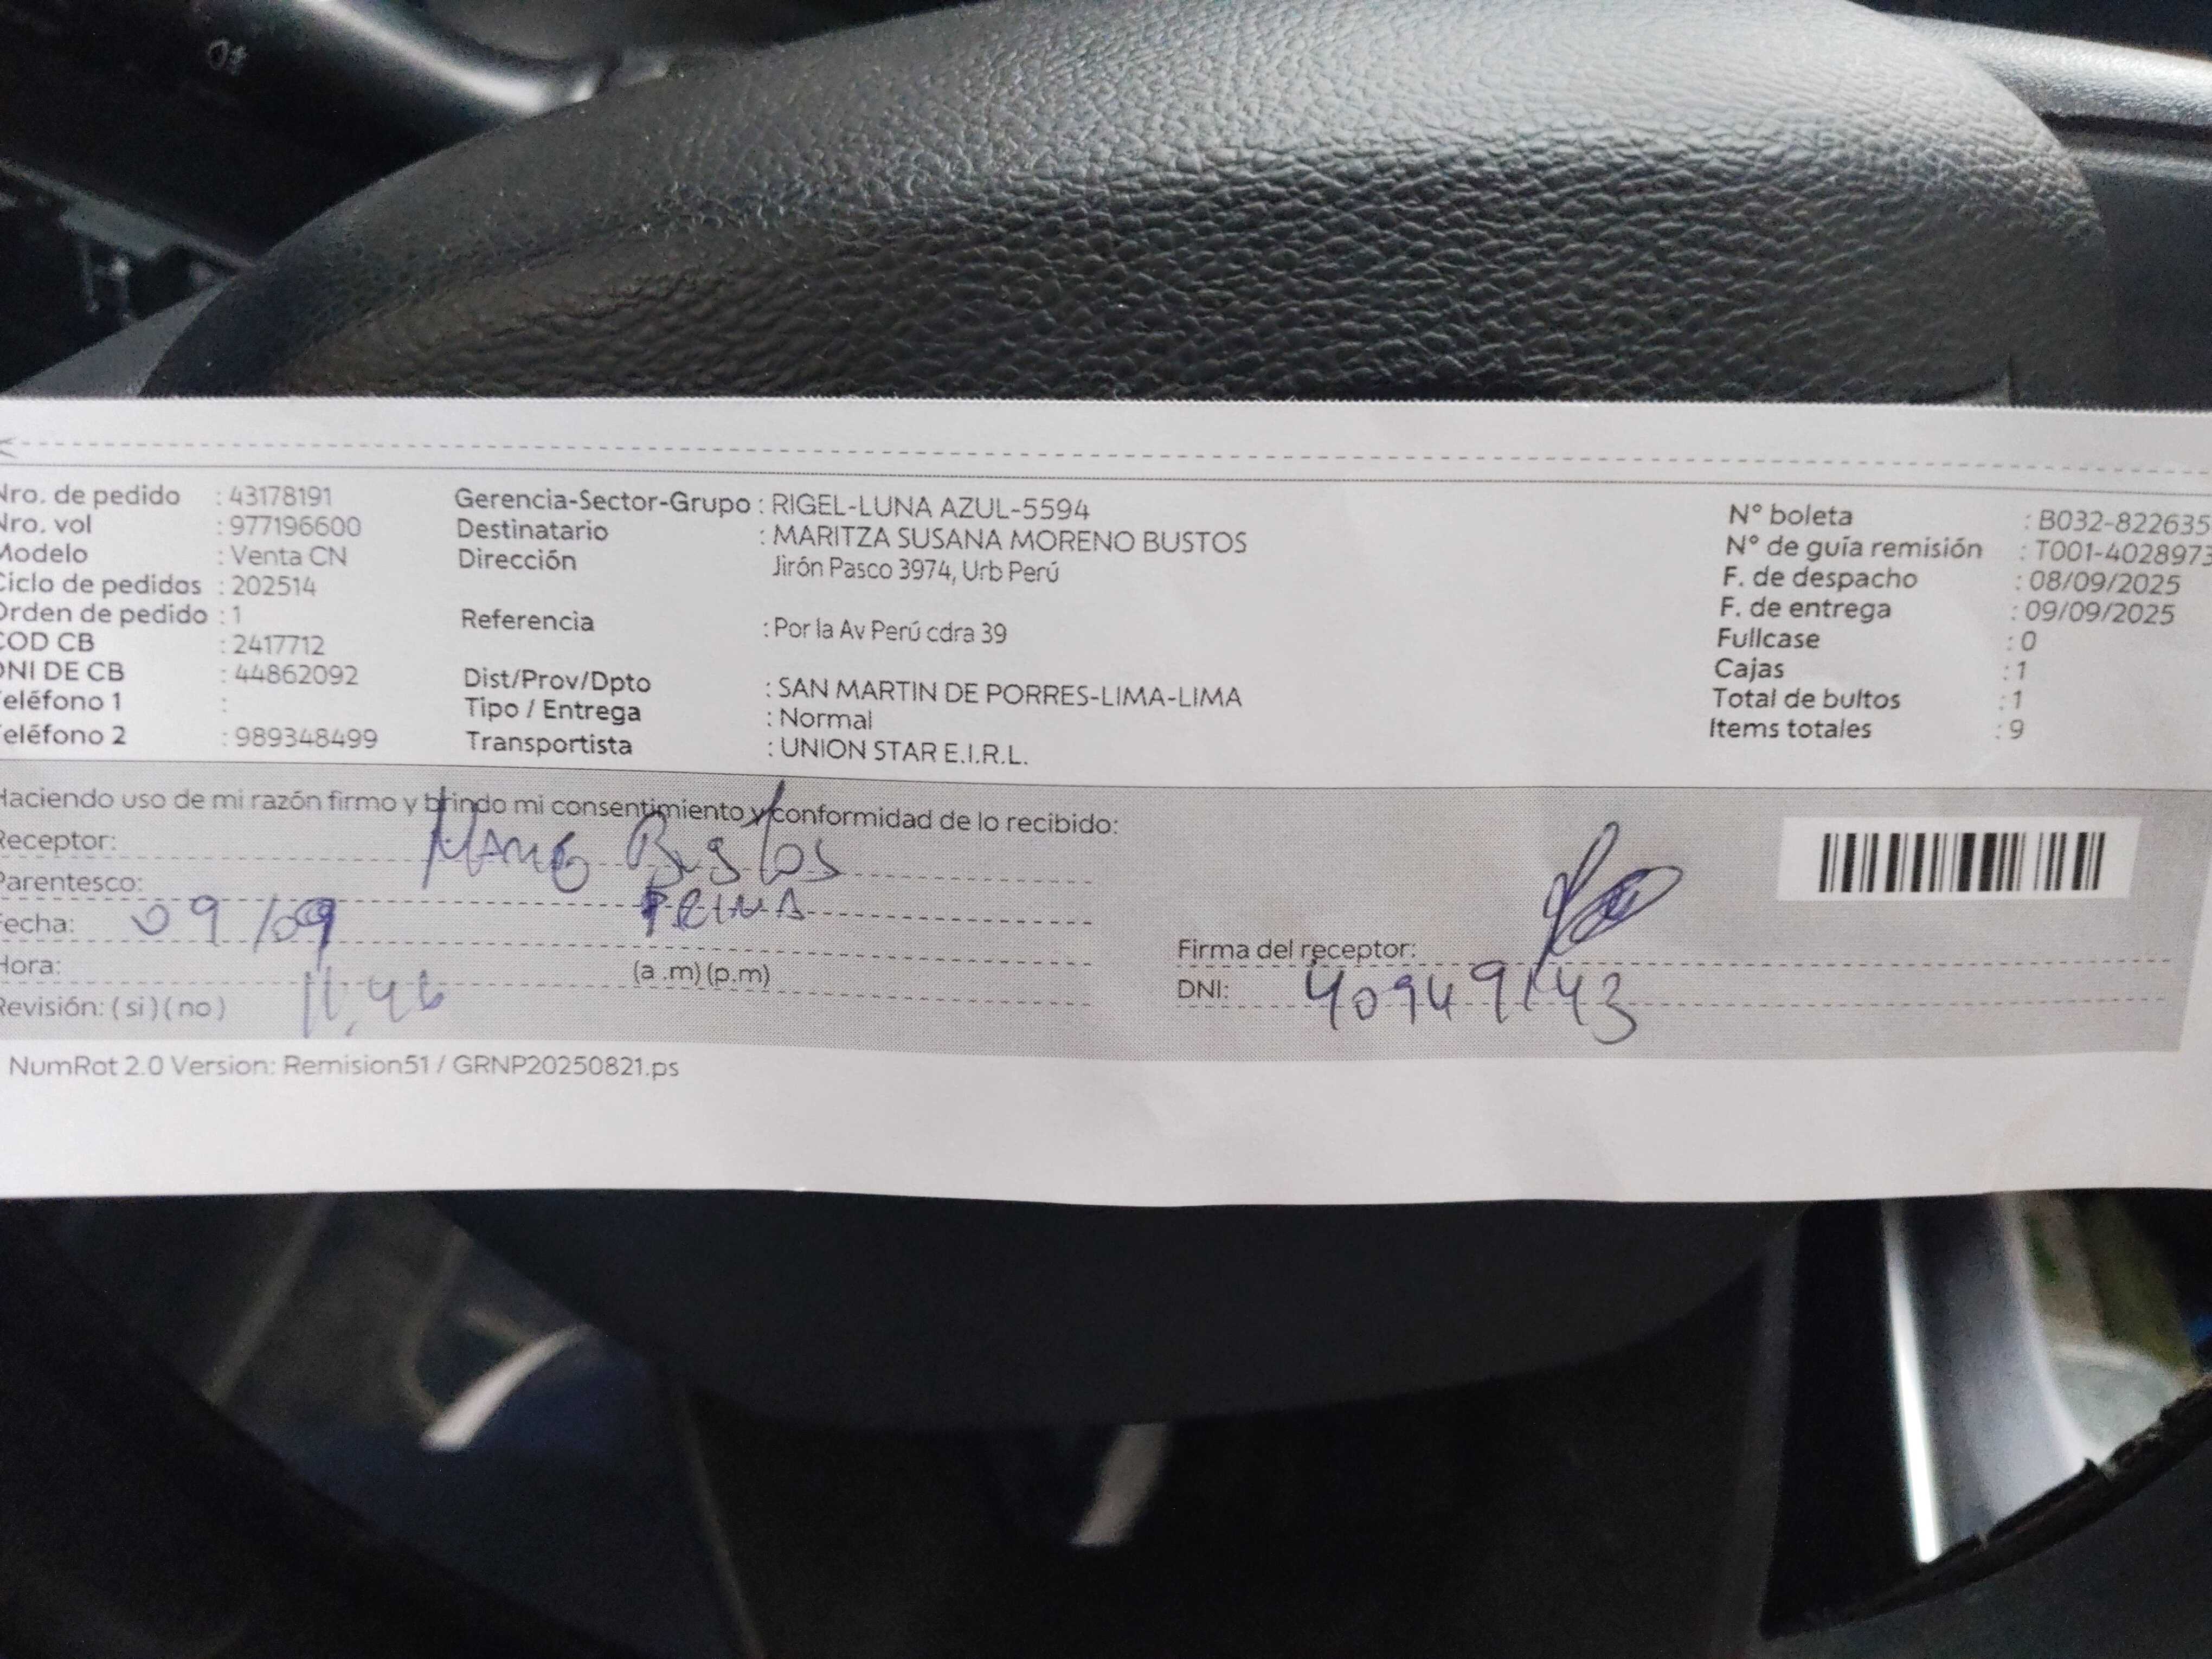 Nro. de pedido : 43178191
Nro. vol : 977196600
Modelo : Venta CN
Ciclo de pedidos : 202514
Orden de pedido : 1
COD CB : 2417712
DNI DE CB : 44862092
Teléfono 1 :
Teléfono 2 : 989348499
Gerencia-Sector-Grupo : RIGEL-LUNA AZUL-5594
Destinatario : MARITZA SUSANA MORENO BUSTOS
Dirección Jirón Pasco 3974, Urb Perú
Referencia : Por la Av Perú cdra 39
Dist/Prov/Dpto : SAN MARTIN DE PORRES-LIMA-LIMA
Tipo / Entrega : Normal
Transportista : UNION STAR E.I.R.L.
N° boleta : B032-822635
N° de guía remisión : T001-4028973
F. de despacho : 08/09/2025
F. de entrega : 09/09/2025
Fullcase : 0
Cajas : 1
Total de bultos : 1
Items totales : 9
Haciendo uso de mi razón firmo y brindo mi consentimiento y conformidad de lo recibido:
Receptor: Bustos
Parentesco: PRIMA
Fecha: 09/09
Hora: 11,46 (a .m) (p.m)
Revisión: ( si ) ( no )
Firma del receptor:
DNI: 40949143
NumRot 2.0 Version: Remision51 / GRNP20250821.ps